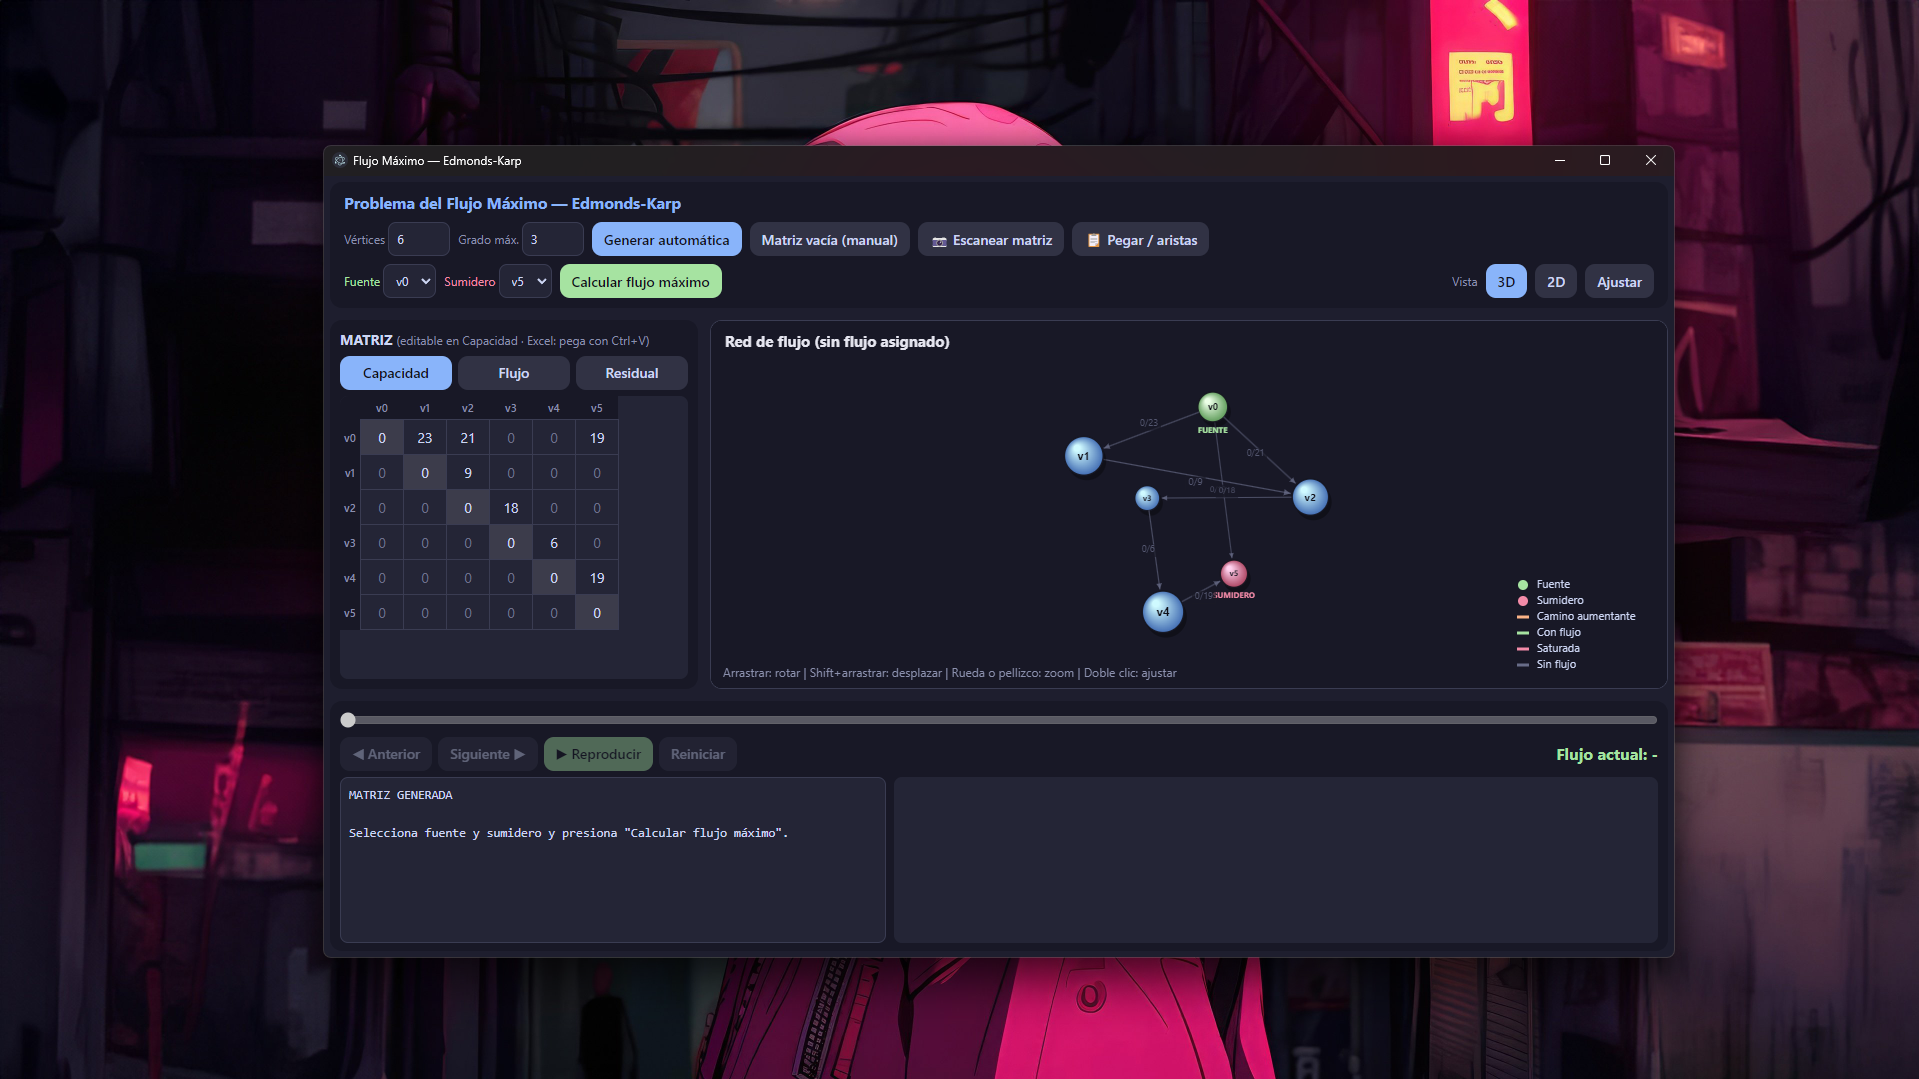 Flujo Máximo — Edmonds-Karp
Problema del Flujo Máximo — Edmonds-Karp
Vértices 6 Grado máx. 3 Generar automática Matriz vacía (manual) Escanear matriz Pegar / aristas
Fuente v0 Sumidero v5 Calcular flujo máximo Vista 3D 2D Ajustar
MATRIZ (editable en Capacidad · Excel: pega con Ctrl+V)
Capacidad Flujo Residual
v0 v1 v2 v3 v4 v5
v0 0 23 21 0 0 19
v1 0 0 9 0 0 0
v2 0 0 0 18 0 0
v3 0 0 0 0 6 0
v4 0 0 0 0 0 19
v5 0 0 0 0 0 0
Red de flujo (sin flujo asignado)
v0
FUENTE
0/23
0/21
v1
0/9
0/18
v3
v2
0/6
v5
0/19
SUMIDERO
v4
Fuente
Sumidero
Camino aumentante
Con flujo
Saturada
Sin flujo
Arrastrar: rotar | Shift+arrastrar: desplazar | Rueda o pellizco: zoom | Doble clic: ajustar
◀ Anterior Siguiente ▶ ▶ Reproducir Reiniciar Flujo actual: -
MATRIZ GENERADA
Selecciona fuente y sumidero y presiona "Calcular flujo máximo".